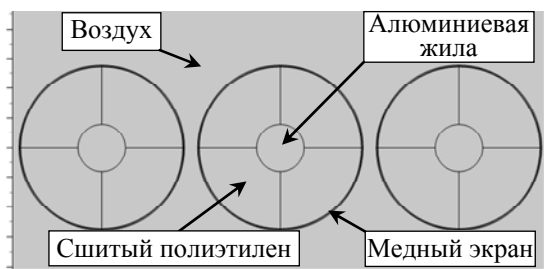 Воздух
Алюминиевая
жила
Сшитый полиэтилен
Медный экран